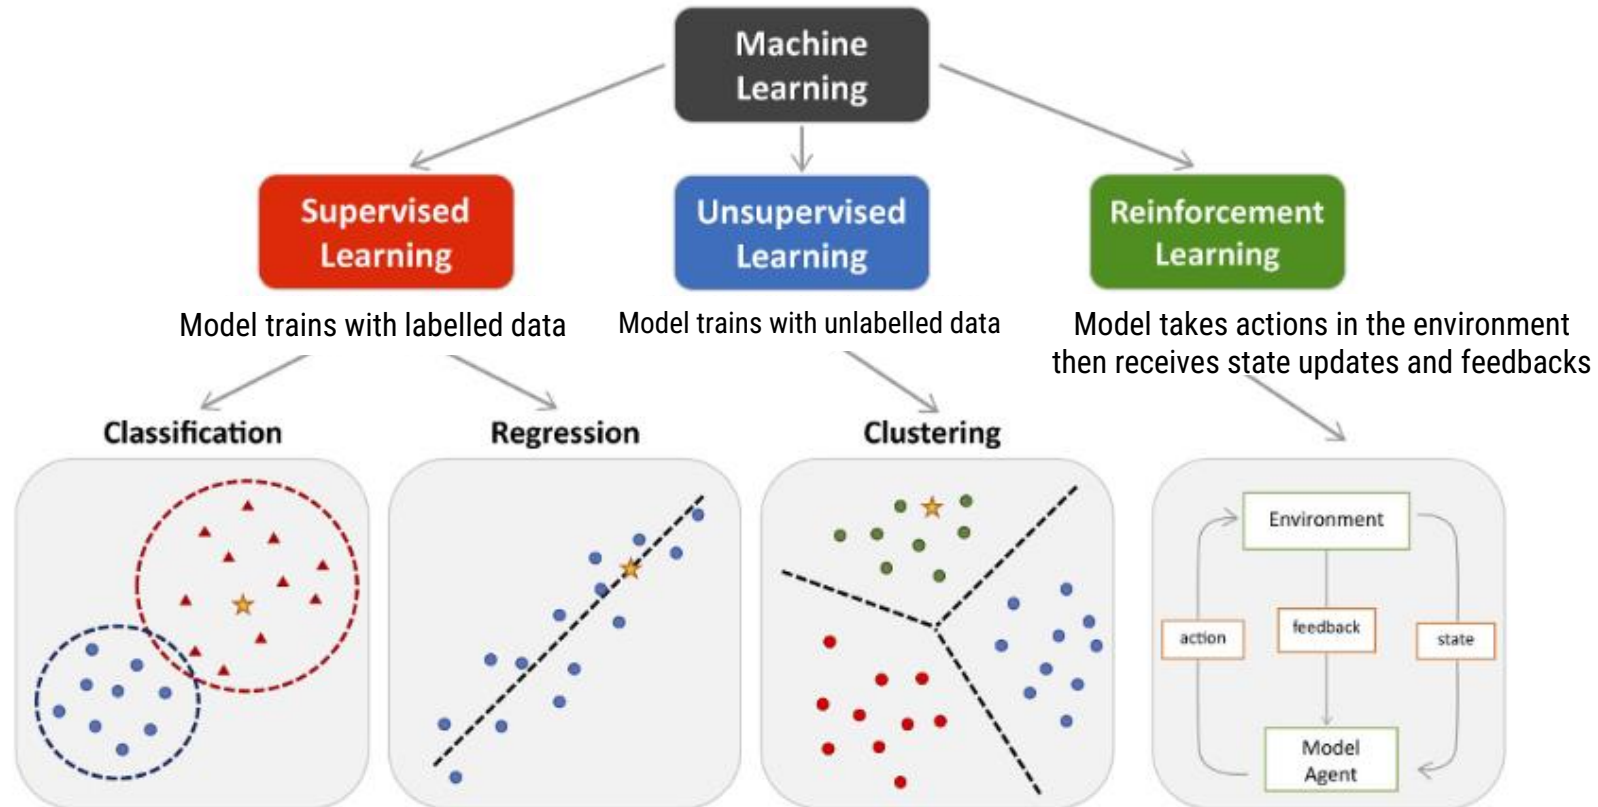 Machine
Learning
Supervised
Learning
Unsupervised
Learning
Reinforcement
Learning
Model trains with labelled data
Model trains with unlabelled data
Model takes actions in the environment
then receives state updates and feedbacks
Classification
Regression
Clustering
Environment
action
feedback
state
Model
Agent